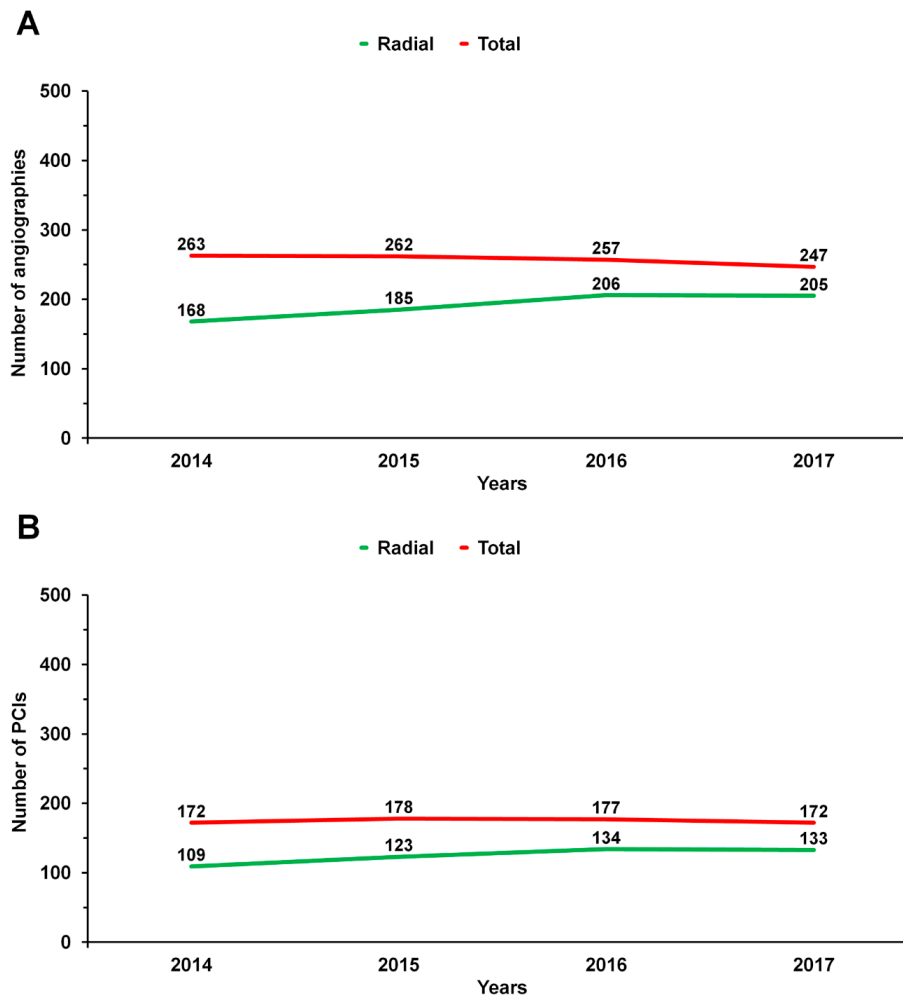 A
Radial Total
500
400
300
200
100
0
Number of angiographies
263 262 257 247
168 185 206 205
2014 2015 2016 2017
Years
B
Radial Total
500
400
300
200
100
0
Number of PCIs
172 178 177 172
109 123 134 133
2014 2015 2016 2017
Years